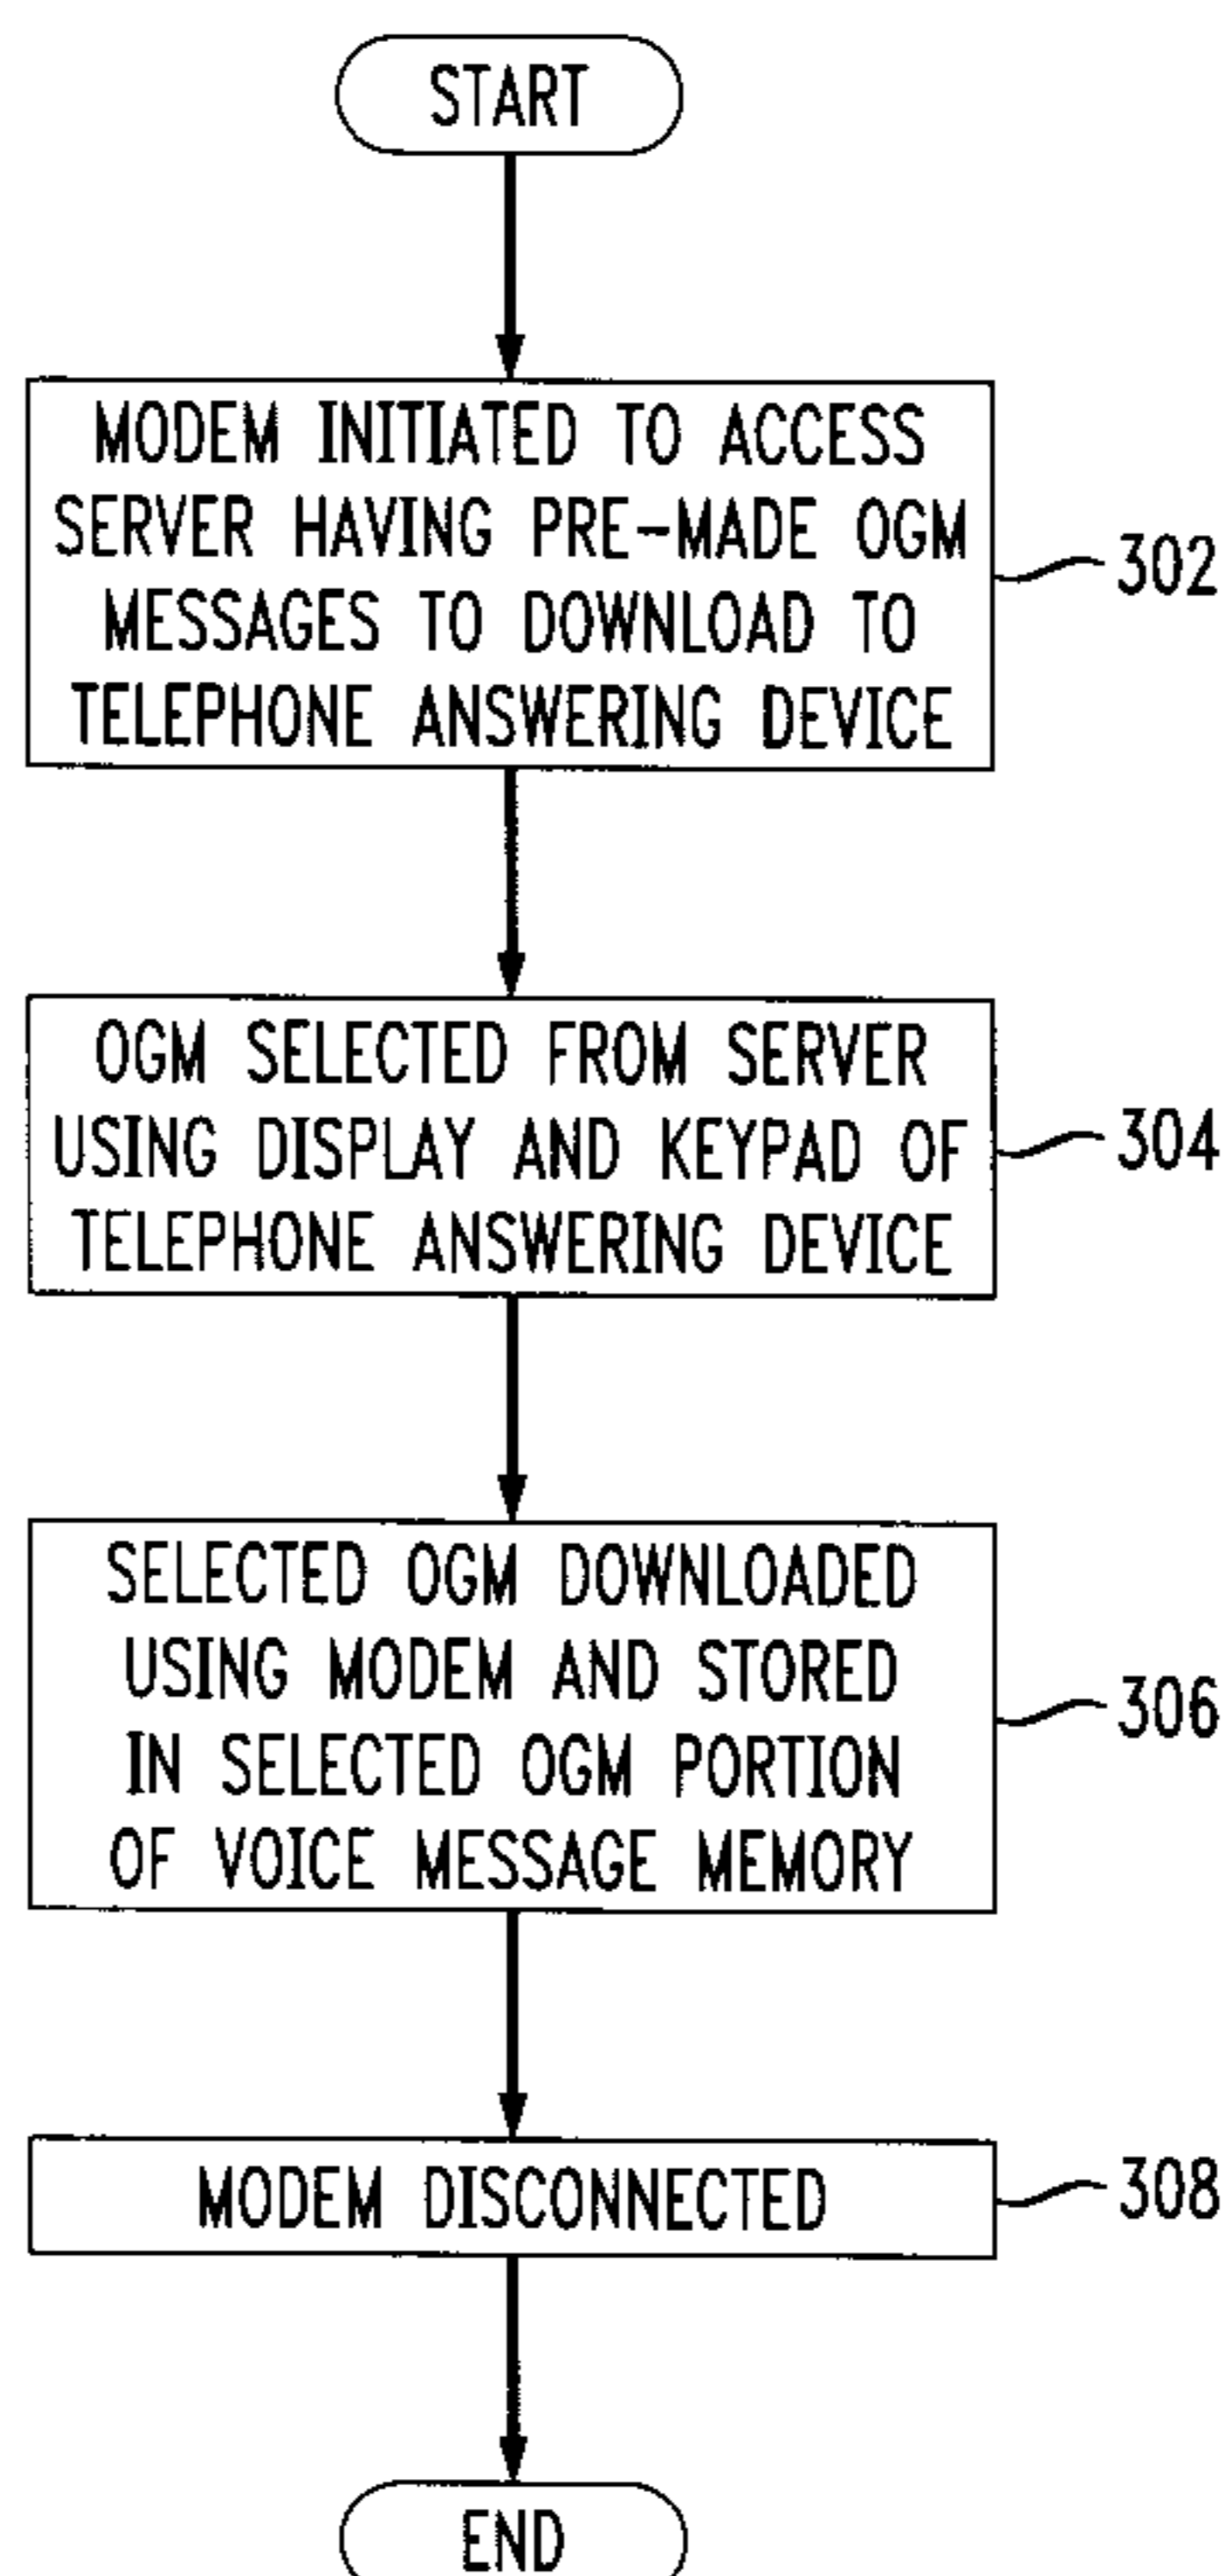 START
MODEM INITIATED TO ACCESS
SERVER HAVING PRE-MADE OGM
MESSAGES TO DOWNLOAD TO
TELEPHONE ANSWERING DEVICE
302
OGM SELECTED FROM SERVER
USING DISPLAY AND KEYPAD OF
TELEPHONE ANSWERING DEVICE
304
SELECTED OGM DOWNLOADED
USING MODEM AND STORED
IN SELECTED OGM PORTION
OF VOICE MESSAGE MEMORY
306
MODEM DISCONNECTED
308
END